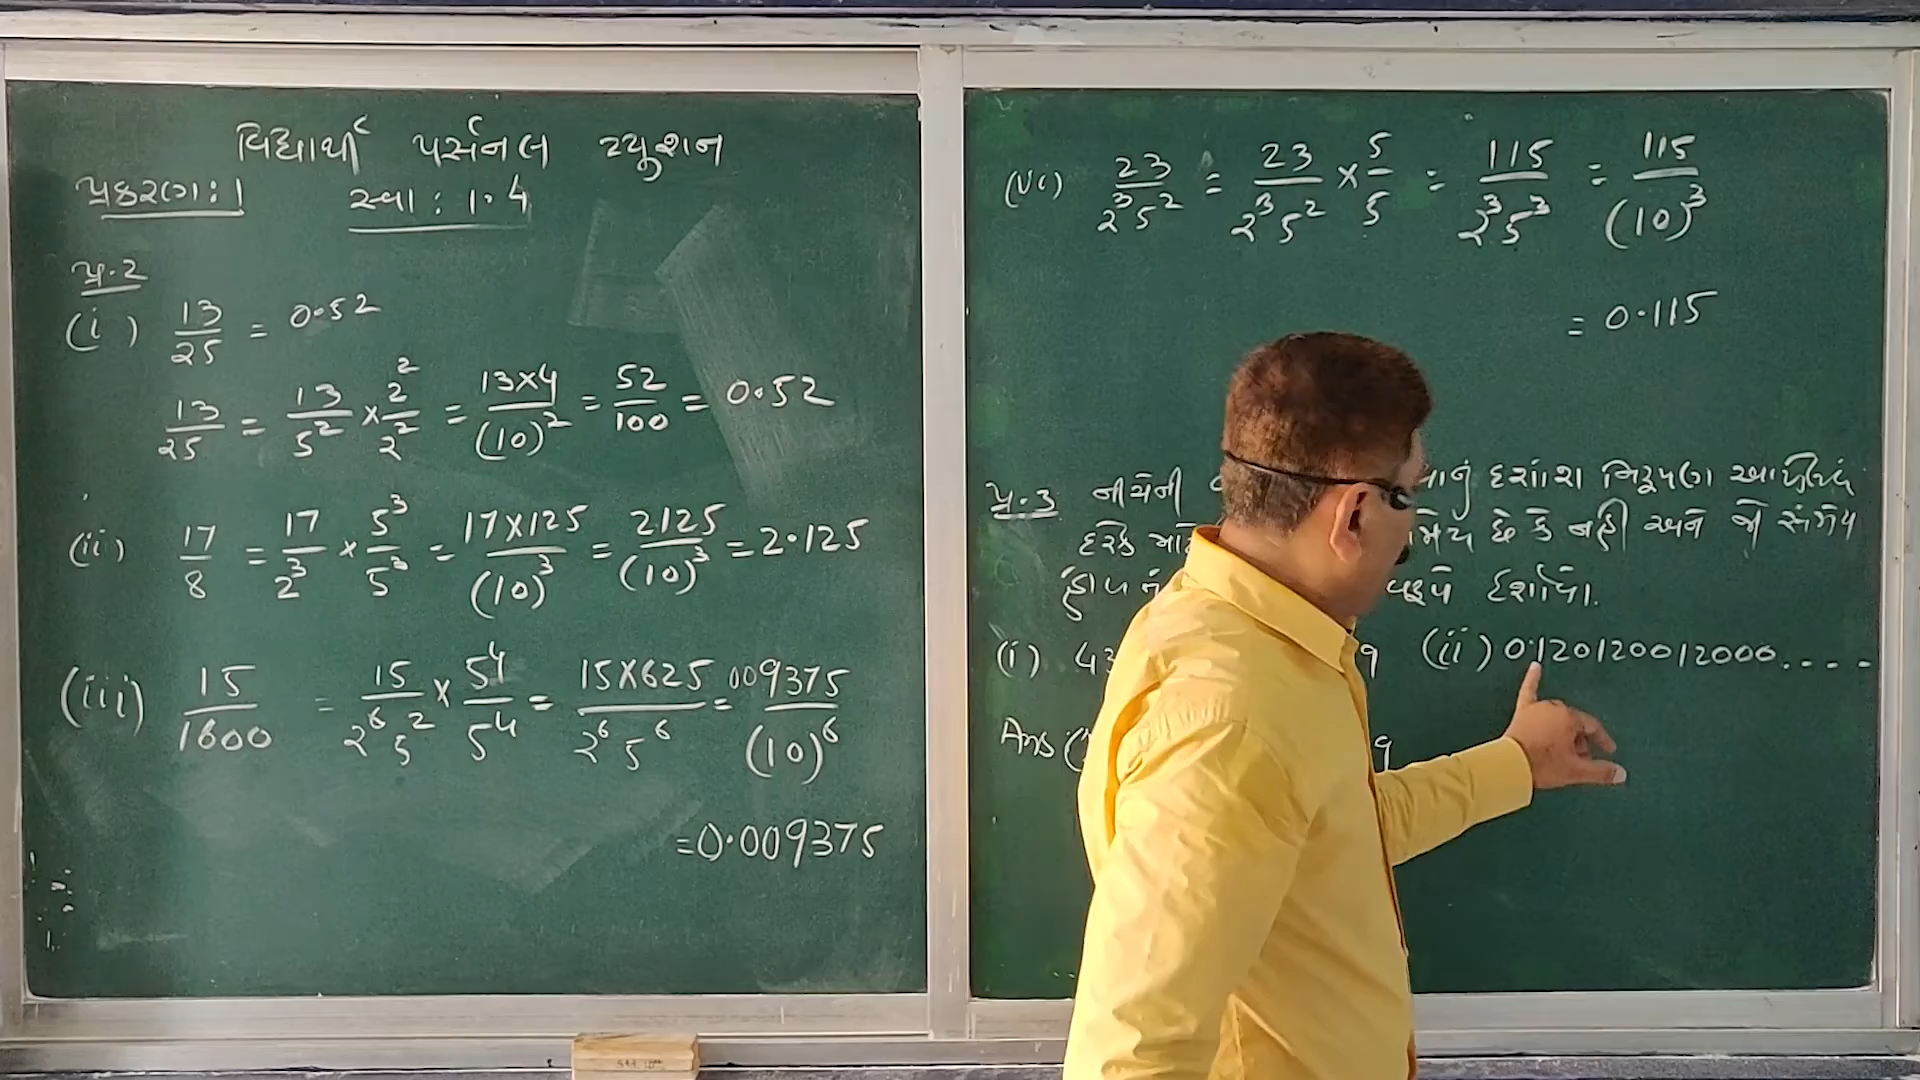 વિદ્યાર્થી પર્સનલ ટ્યૂશન
પ્રકરણ : 1 સ્વા : 1.4
પ્ર.2
(i) 13/25 = 0.52
13/25 = 13/5² × 2²/2² = 13×4/(10)² = 52/100 = 0.52
(ii) 17/8 = 17/2³ × 5³/5³ = 17×125/(10)³ = 2125/(10)³ = 2.125
(iii) 15/1600 = 15/2⁶5² × 5⁴/5⁴ = 15×625/2⁶5⁶ = 009375/(10)⁶
= 0.009375
(vi) 23/2³5² = 23/2³5² × 5/5 = 115/2³5³ = 115/(10)³
= 0.115
પ્ર.3 નીચેની દશાંશ નિરૂપણ
દરેક છે કે નહી અને જો સંમેય
હોય દર્શાવો.
(i) 43 9 (ii) 0.120120012000....
Ans 9